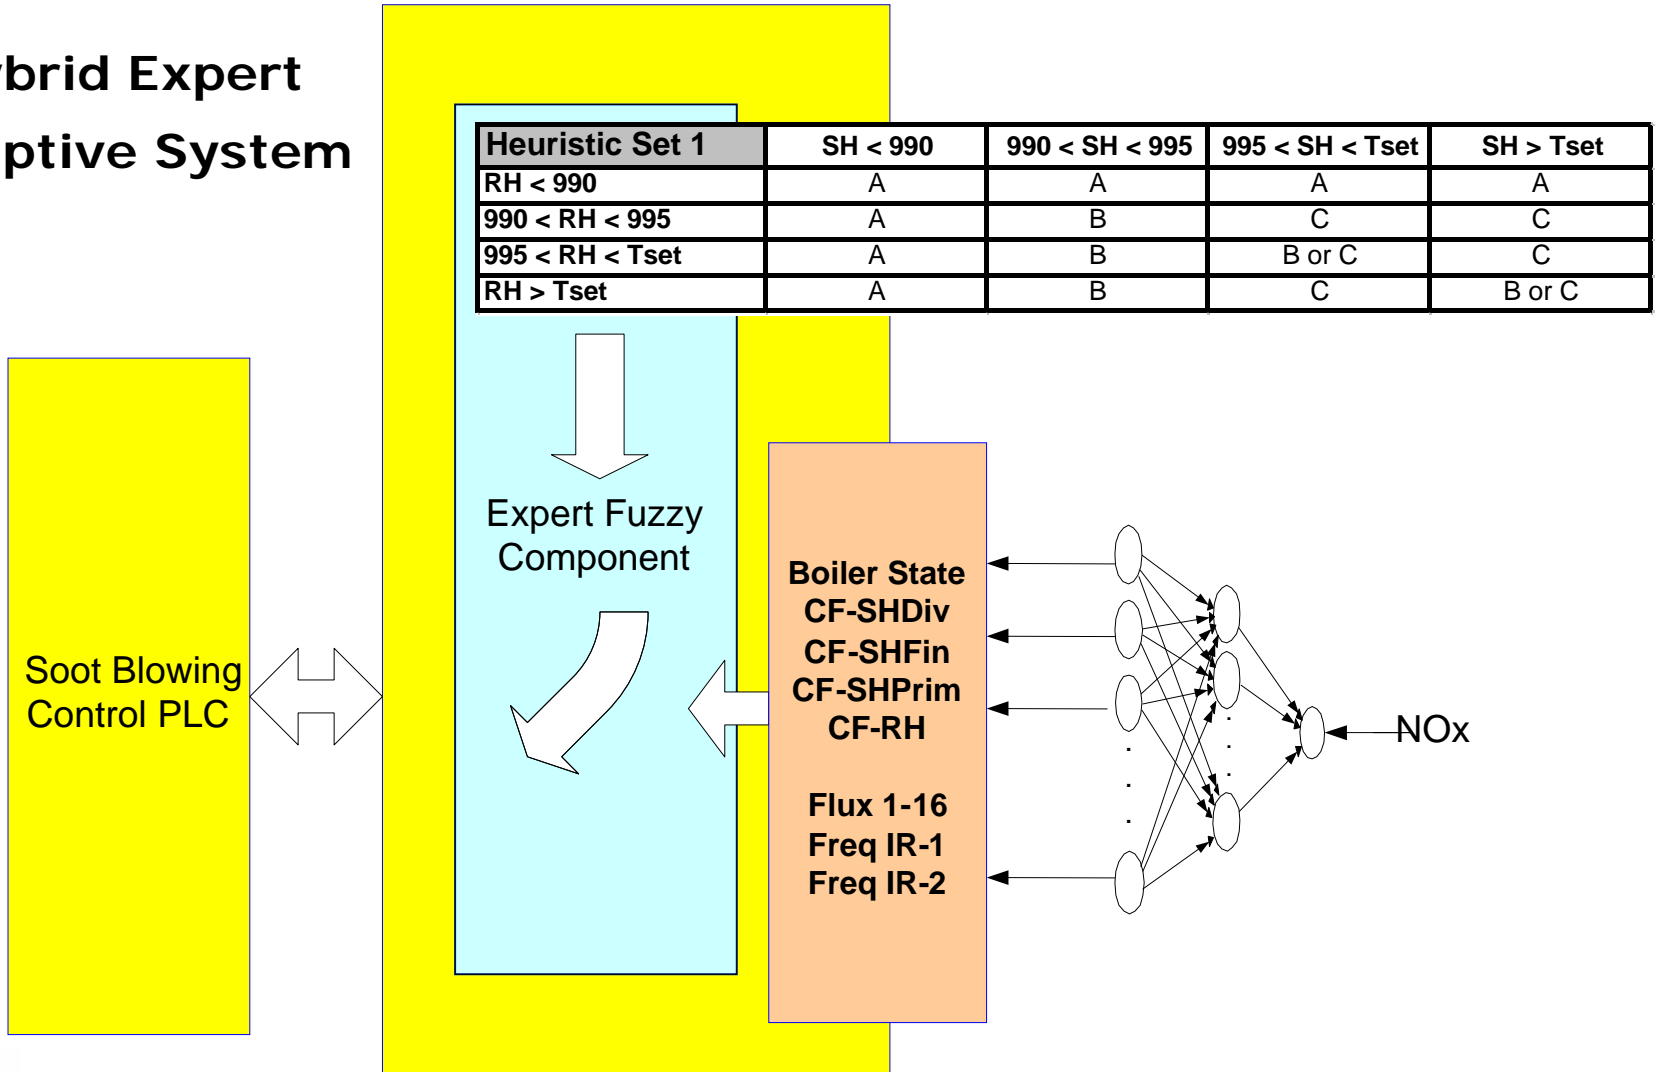 brid Expert
ptive System
Heuristic Set 1 SH < 990 990 < SH < 995 995 < SH < Tset SH > Tset
RH < 990 A A A A
990 < RH < 995 A B C C
995 < RH < Tset A B B or C C
RH > Tset A B C B or C
Expert Fuzzy
Component
Soot Blowing
Control PLC
Boiler State
CF-SHDiv
CF-SHFin
CF-SHPrim
CF-RH
Flux 1-16
Freq IR-1
Freq IR-2
NOx